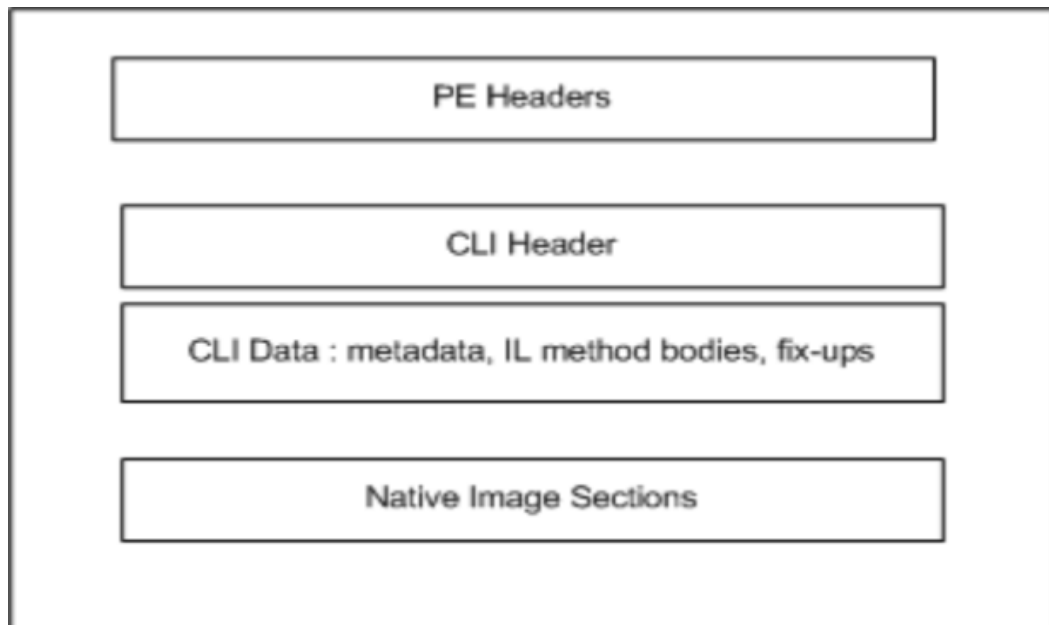 PE Headers
CLI Header
CLI Data : metadata, IL method bodies, fix-ups
Native Image Sections